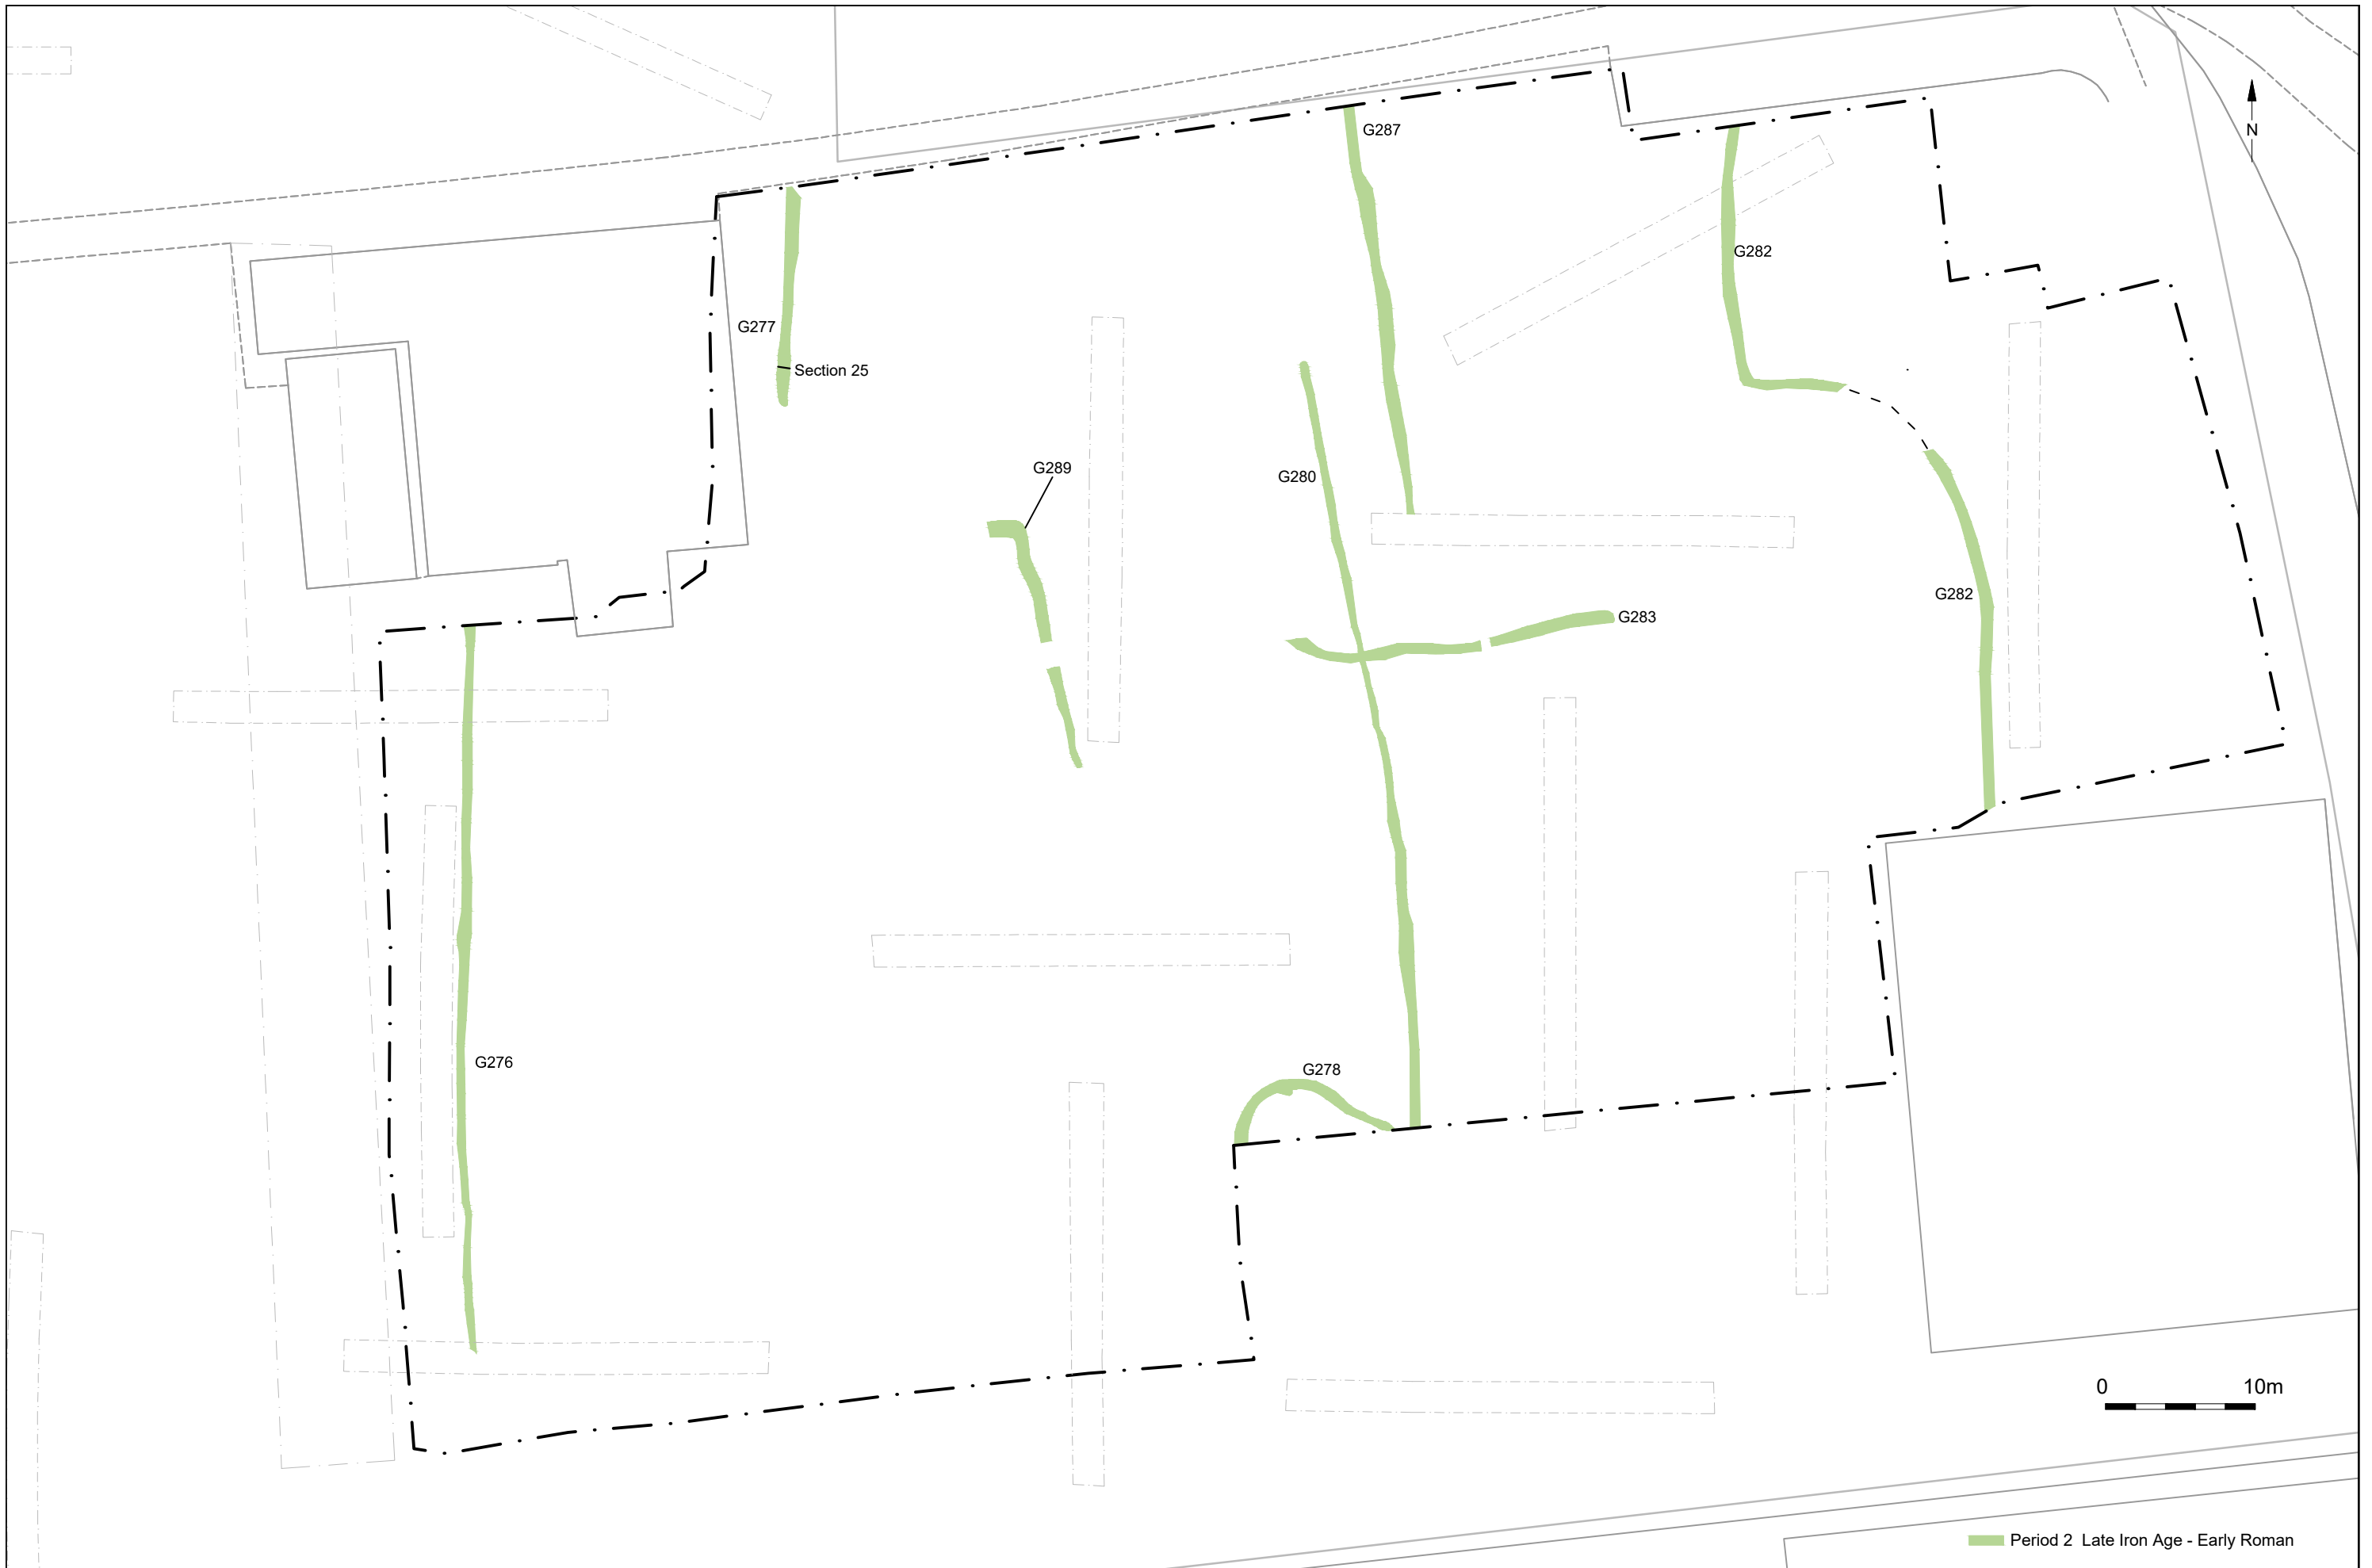 G287
N
G282
G277
Section 25
G289
G280
G282
G283
G276
G278
0 10m
Period 2 Late Iron Age - Early Roman